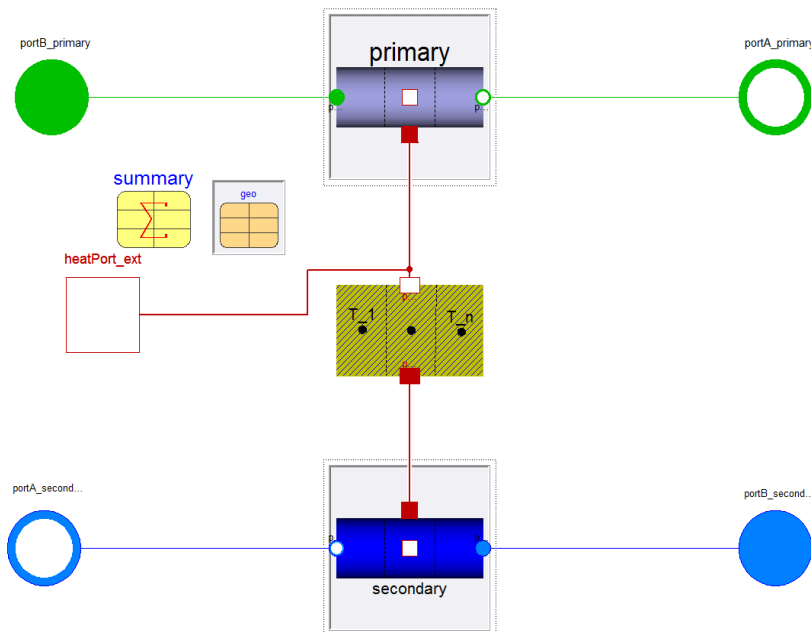 portB_primary
primary
portA_primary
p...
p...
summary
geo
heatPort_ext
p...
T_1
T_n
p...
portA_second...
portB_second...
p...
p...
secondary